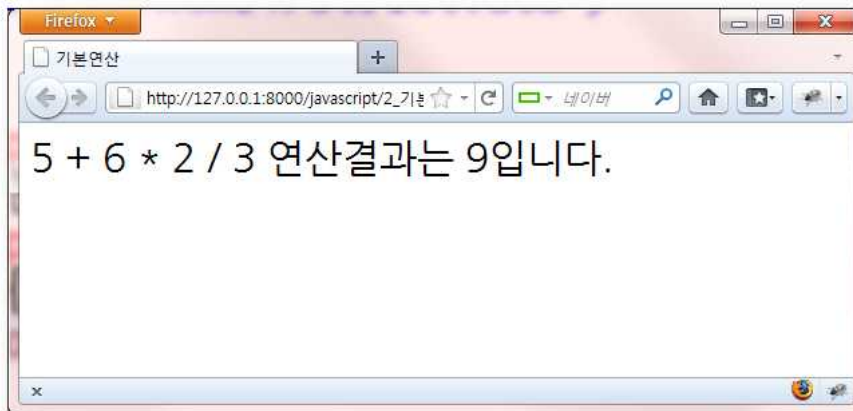 Firefox
기본연산
http://127.0.0.1:8000/javascript/2_기본
네이버
5 + 6 * 2 / 3 연산결과는 9입니다.